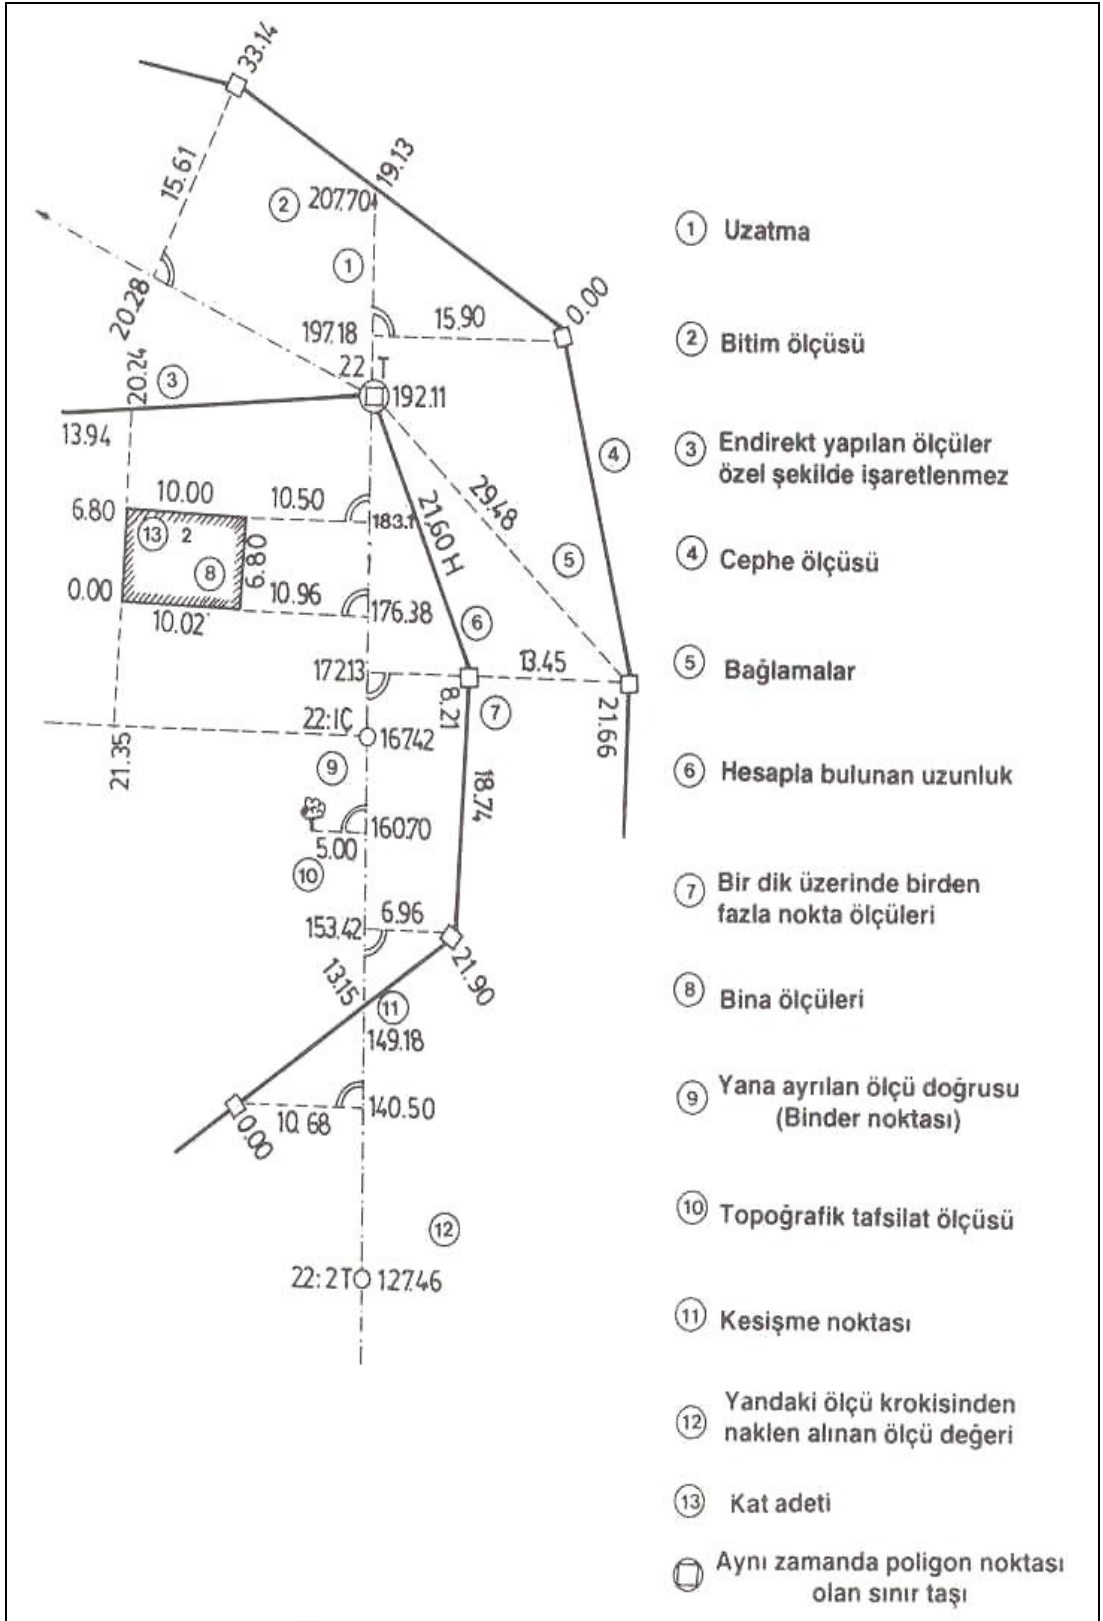 33.14
15.61
19.13
② 207.70
①
20.28
197.18
15.90
0.00
22 T
192.11
20.24
③
13.94
④
10.00
10.50
6.80
183.1
29.48
21.60 H
⑬ 2
⑧
6.80
⑤
0.00
10.96
176.38
10.02
⑥
172.13
13.45
8.21
⑦
21.66
22:1Ç
167.42
21.35
⑨
18.74
160.70
5.00
⑩
6.96
153.42
21.90
13.15
⑪
149.18
140.50
10.68
0.00
⑫
22:2T 127.46
① Uzatma
② Bitim ölçüsü
③ Endirekt yapılan ölçüler
özel şekilde işaretlenmez
④ Cephe ölçüsü
⑤ Bağlamalar
⑥ Hesapla bulunan uzunluk
⑦ Bir dik üzerinde birden
fazla nokta ölçüleri
⑧ Bina ölçüleri
⑨ Yana ayrılan ölçü doğrusu
(Binder noktası)
⑩ Topoğrafik tafsilat ölçüsü
⑪ Kesişme noktası
⑫ Yandaki ölçü krokisinden
naklen alınan ölçü değeri
⑬ Kat adeti
Aynı zamanda poligon noktası
olan sınır taşı